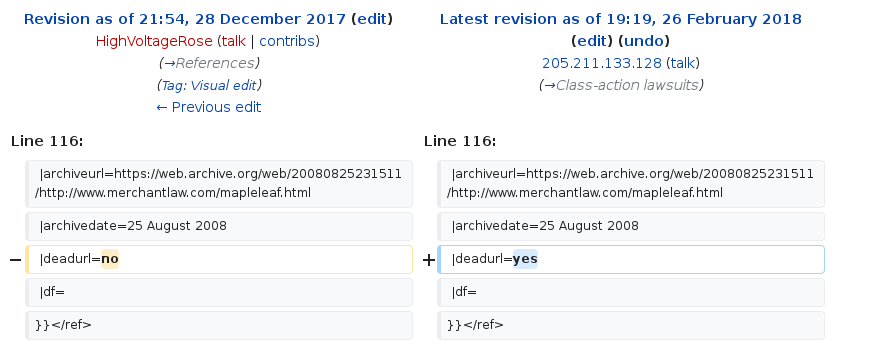 Revision as of 21:54, 28 December 2017 (edit)
HighVoltageRose (talk | contribs)
(→References)
(Tag: Visual edit)
← Previous edit
Latest revision as of 19:19, 26 February 2018
(edit) (undo)
205.211.133.128 (talk)
(→Class-action lawsuits)
Line 116:
Line 116:
|archiveurl=https://web.archive.org/web/20080825231511
/http://www.merchantlaw.com/mapleleaf.html
|archiveurl=https://web.archive.org/web/20080825231511
/http://www.merchantlaw.com/mapleleaf.html
|archivedate=25 August 2008
|archivedate=25 August 2008
− |deadurl=no
+ |deadurl=yes
|df=
|df=
}}</ref>
}}</ref>